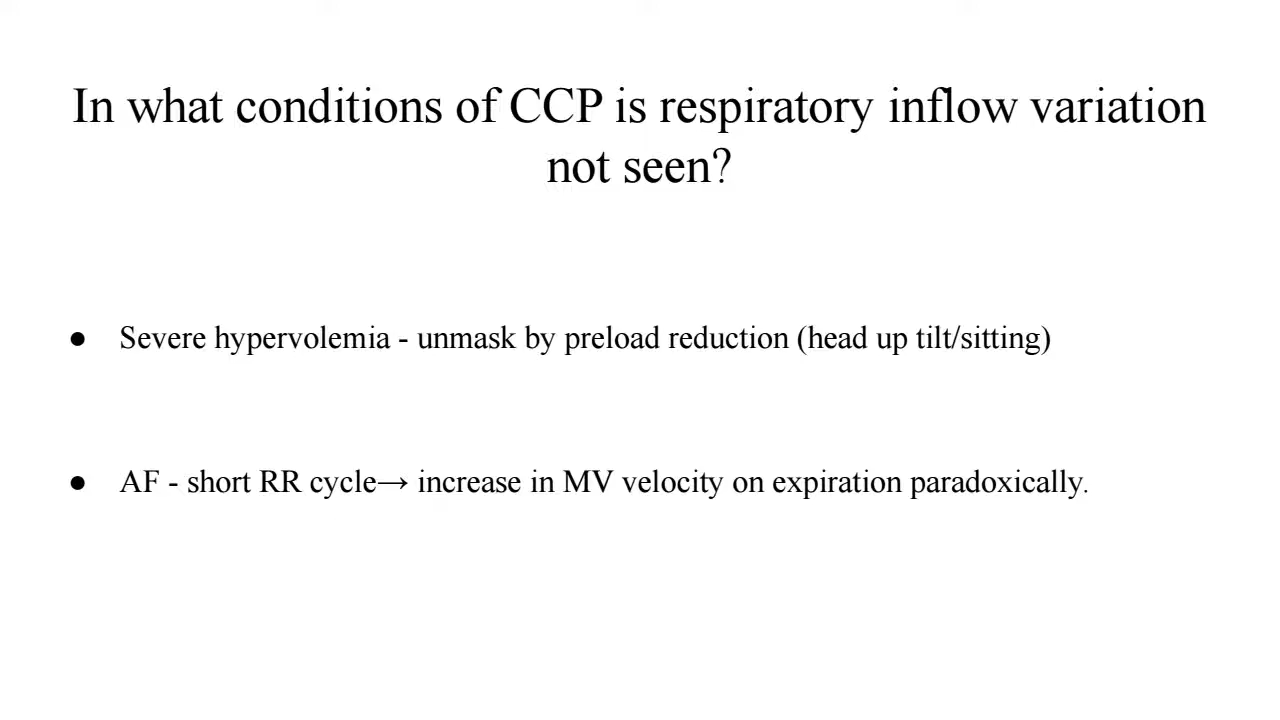 In what conditions of CCP is respiratory inflow variation
not seen?
● Severe hypervolemia - unmask by preload reduction (head up tilt/sitting)
● AF - short RR cycle→ increase in MV velocity on expiration paradoxically.